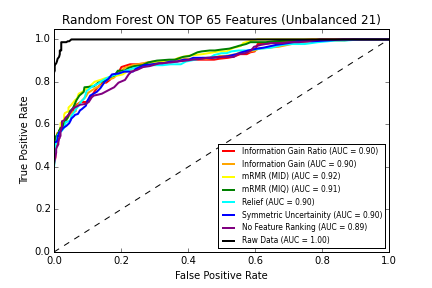 Random Forest ON TOP 65 Features (Unbalanced 21)
1.0
0.8
0.6
0.4
0.2
0.0
True Positive Rate
Information Gain Ratio (AUC = 0.90)
Information Gain (AUC = 0.90)
mRMR (MID) (AUC = 0.92)
mRMR (MIQ) (AUC = 0.91)
Relief (AUC = 0.90)
Symmetric Uncertainity (AUC = 0.90)
No Feature Ranking (AUC = 0.89)
Raw Data (AUC = 1.00)
0.0 0.2 0.4 0.6 0.8 1.0
False Positive Rate